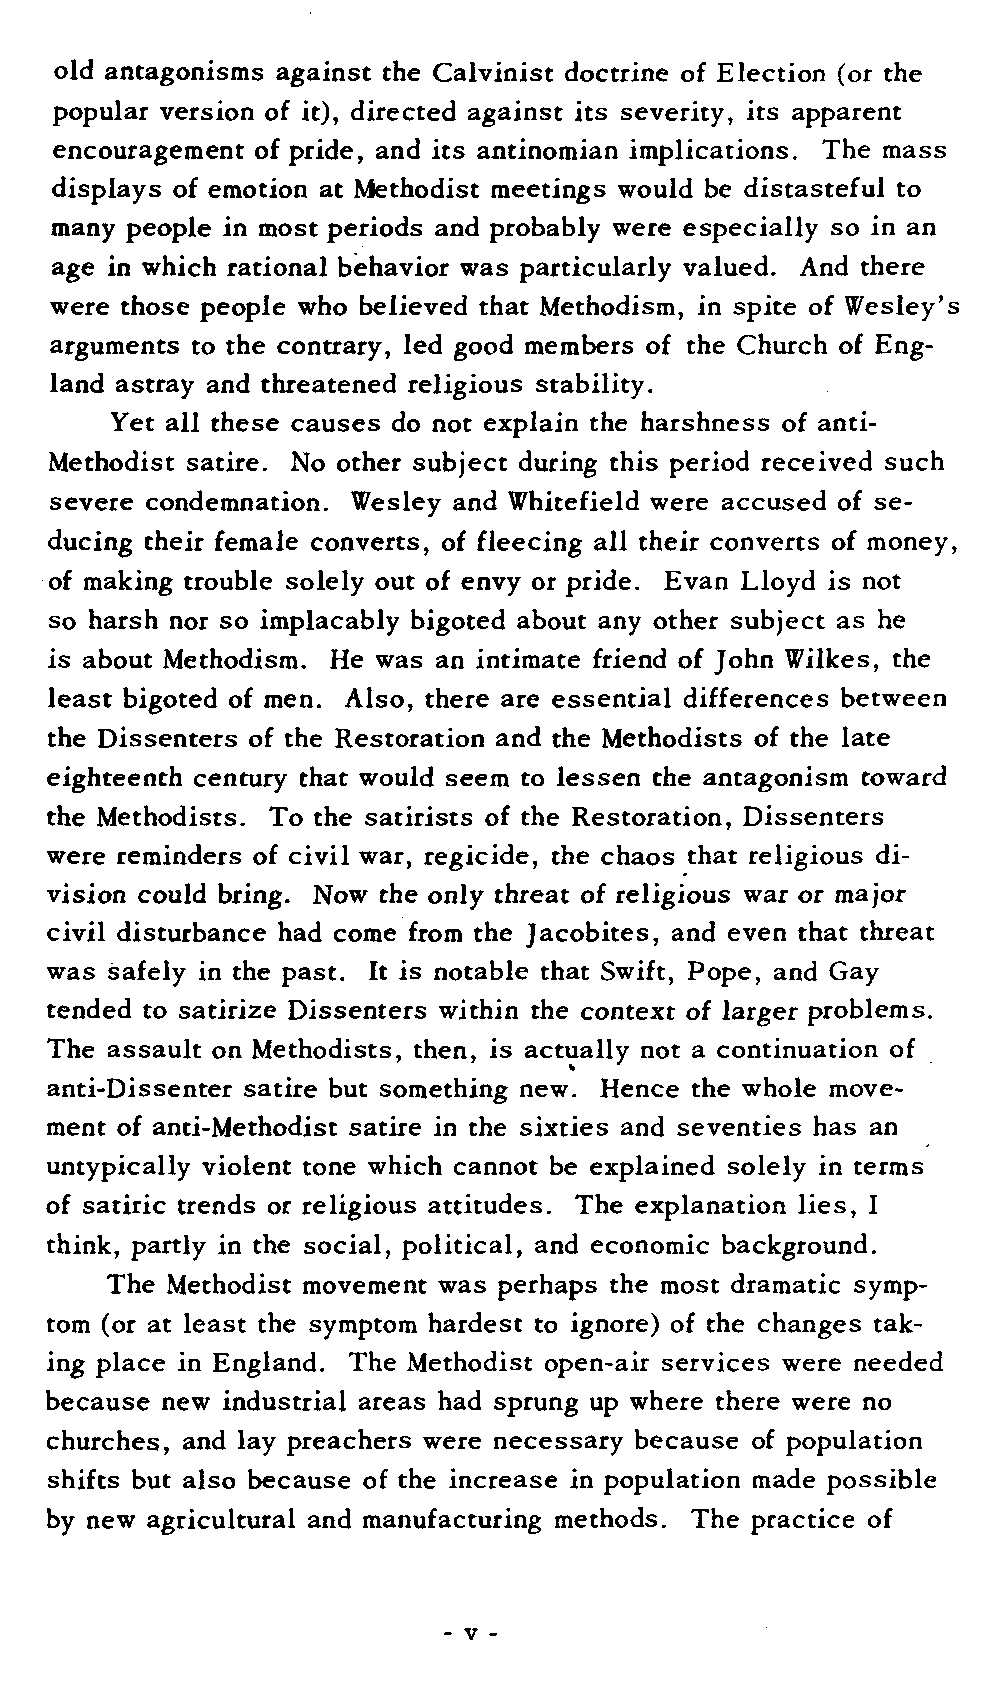 old antagonisms against the Calvinist doctrine of Election (or the
popular version of it), directed against its severity, its apparent
encouragement of pride, and its antinomian implications. The mass
displays of emotion at Methodist meetings would be distasteful to
many people in most periods and probably were especially so in an
age in which rational behavior was particularly valued. And there
were those people who believed that Methodism, in spite of Wesley's
arguments to the contrary, led good members of the Church of Eng-
land astray and threatened religious stability.
Yet all these causes do not explain the harshness of anti-
Methodist satire. No other subject during this period received such
severe condemnation. Wesley and Whitefield were accused of se-
ducing their female converts, of fleecing all their converts of money,
of making trouble solely out of envy or pride. Evan Lloyd is not
so harsh nor so implacably bigoted about any other subject as he
is about Methodism. He was an intimate friend of John Wilkes, the
least bigoted of men. Also, there are essential differences between
the Dissenters of the Restoration and the Methodists of the late
eighteenth century that would seem to lessen the antagonism toward
the Methodists. To the satirists of the Restoration, Dissenters
were reminders of civil war, regicide, the chaos that religious di-
vision could bring. Now the only threat of religious war or major
civil disturbance had come from the Jacobites, and even that threat
was safely in the past. It is notable that Swift, Pope, and Gay
tended to satirize Dissenters within the context of larger problems.
The assault on Methodists, then, is actually not a continuation of
anti-Dissenter satire but something new. Hence the whole move-
ment of anti-Methodist satire in the sixties and seventies has an
untypically violent tone which cannot be explained solely in terms
of satiric trends or religious attitudes. The explanation lies, I
think, partly in the social, political, and economic background.
The Methodist movement was perhaps the most dramatic symp-
tom (or at least the symptom hardest to ignore) of the changes tak-
ing place in England. The Methodist open-air services were needed
because new industrial areas had sprung up where there were no
churches, and lay preachers were necessary because of population
shifts but also because of the increase in population made possible
by new agricultural and manufacturing methods. The practice of
- v -